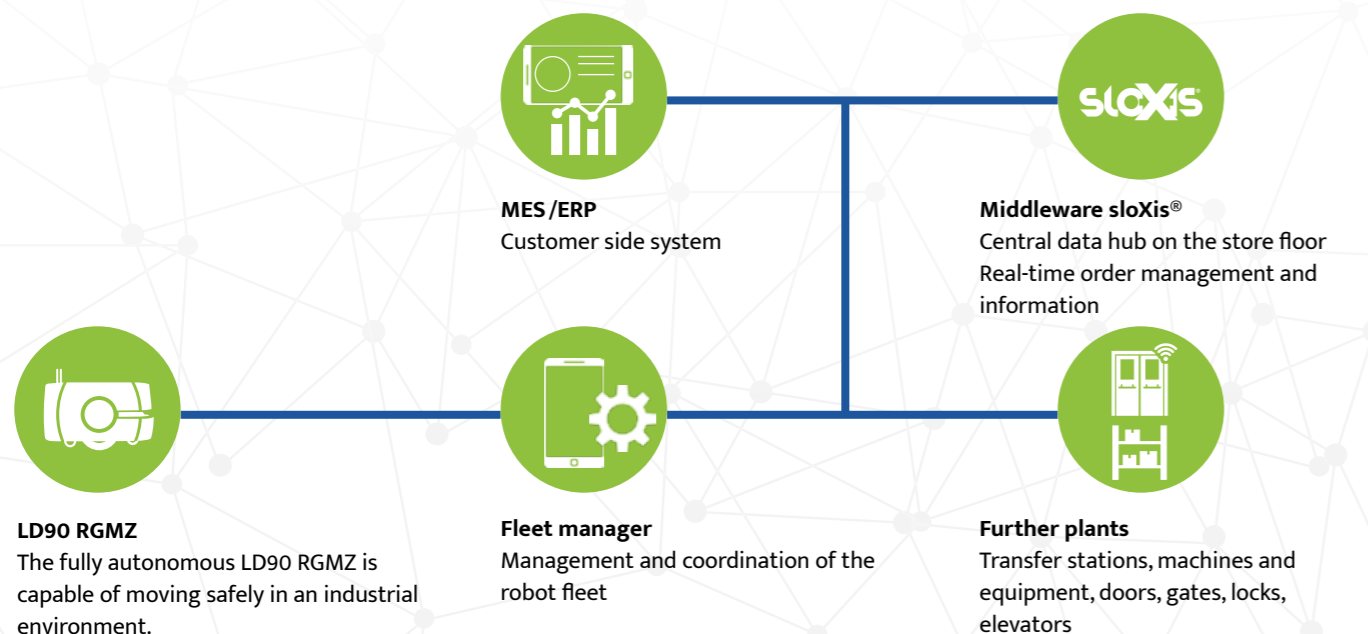 sloXis
MES/ERP
Customer side system
Middleware sloXis®
Central data hub on the store floor
Real-time order management and
information
LD90 RGMZ
The fully autonomous LD90 RGMZ is
capable of moving safely in an industrial
environment.
Fleet manager
Management and coordination of the
robot fleet
Further plants
Transfer stations, machines and
equipment, doors, gates, locks,
elevators